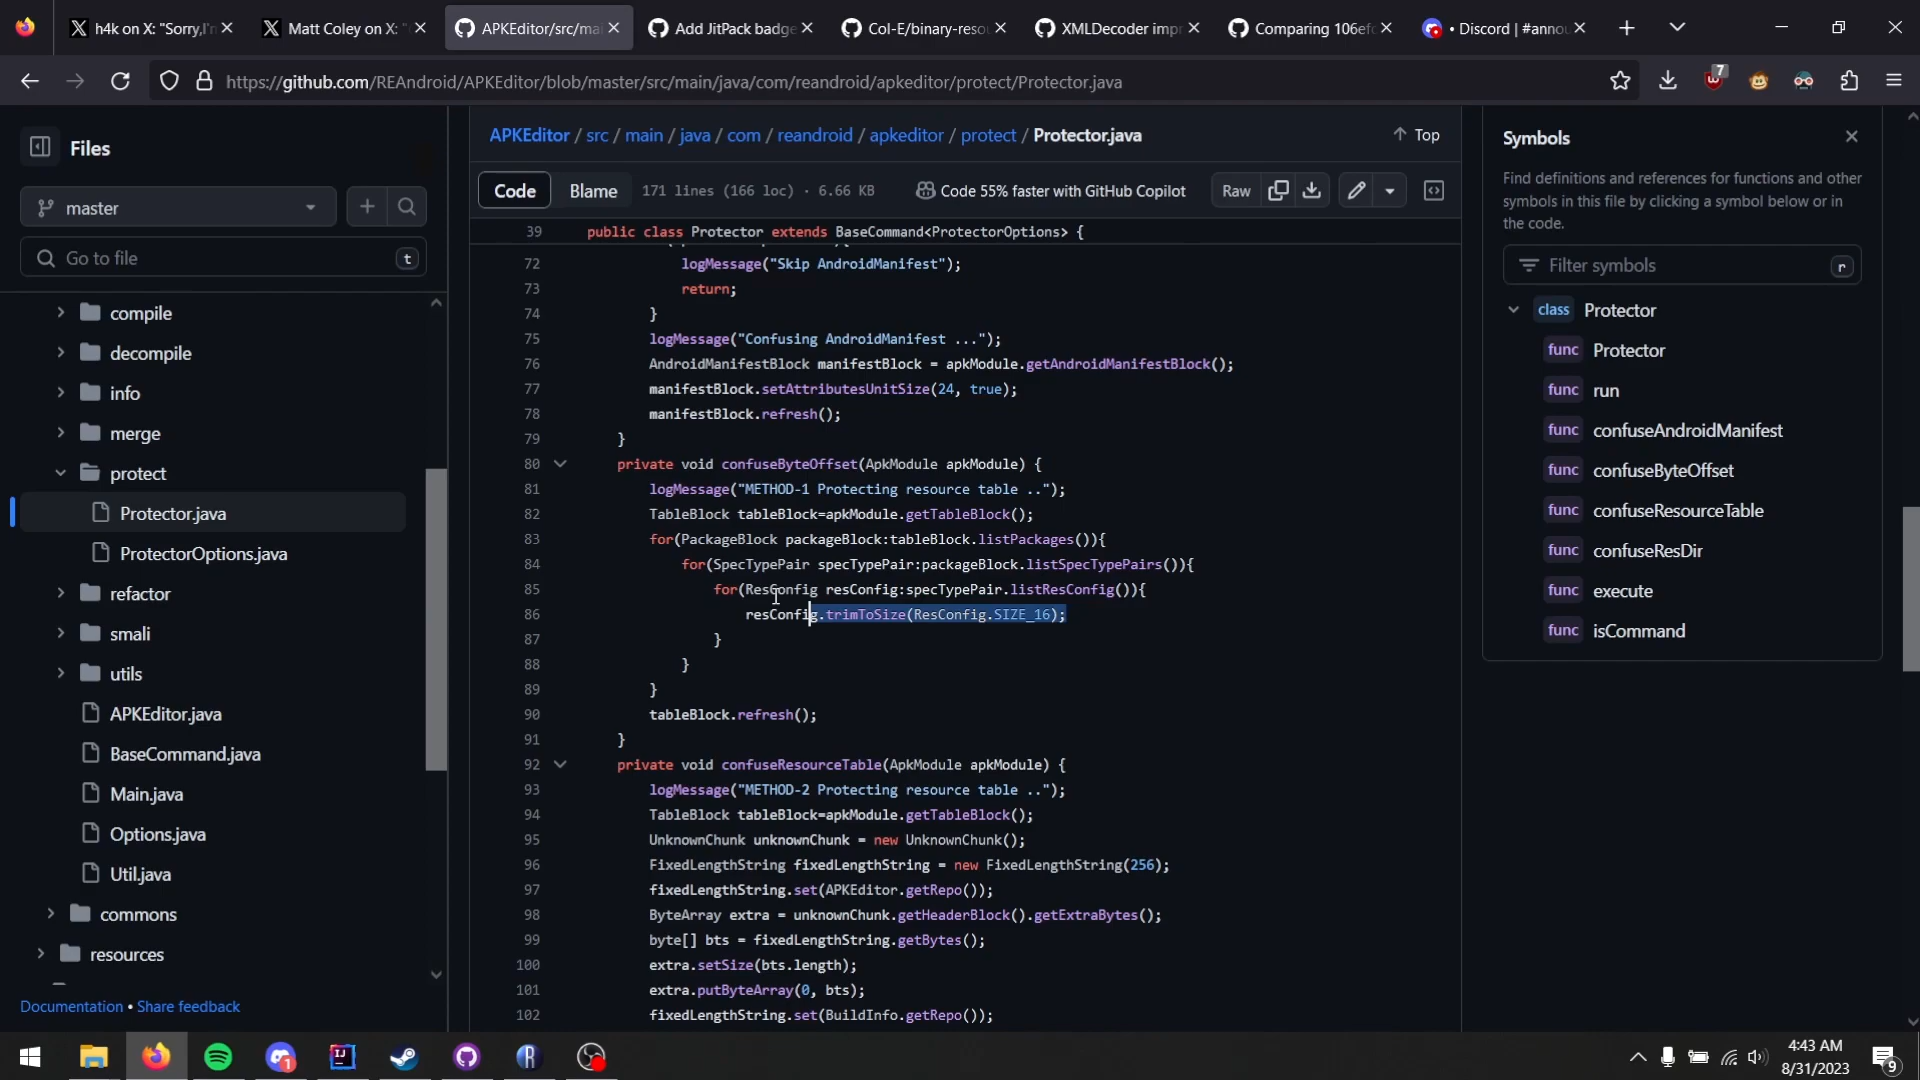 h4k on X: "Sorry,I'm
Matt Coley on X: "
APKEditor/src/mai
Add JitPack badge
Col-E/binary-reso
XMLDecoder impr
Comparing 106ef
• Discord | #annou
https://github.com/REAndroid/APKEditor/blob/master/src/main/java/com/reandroid/apkeditor/protect/Protector.java
7
Files
master
Go to file
t
compile
decompile
info
merge
protect
Protector.java
ProtectorOptions.java
refactor
smali
utils
APKEditor.java
BaseCommand.java
Main.java
Options.java
Util.java
commons
resources
Documentation • Share feedback
APKEditor / src / main / java / com / reandroid / apkeditor / protect / Protector.java
Top
Code
Blame
171 lines (166 loc) · 6.66 KB
Code 55% faster with GitHub Copilot
Raw
39 public class Protector extends BaseCommand<ProtectorOptions> {
72 logMessage("Skip AndroidManifest");
73 return;
74 }
75 logMessage("Confusing AndroidManifest ...");
76 AndroidManifestBlock manifestBlock = apkModule.getAndroidManifestBlock();
77 manifestBlock.setAttributesUnitSize(24, true);
78 manifestBlock.refresh();
79 }
80 private void confuseByteOffset(ApkModule apkModule) {
81 logMessage("METHOD-1 Protecting resource table ..");
82 TableBlock tableBlock=apkModule.getTableBlock();
83 for(PackageBlock packageBlock:tableBlock.listPackages()){
84 for(SpecTypePair specTypePair:packageBlock.listSpecTypePairs()){
85 for(ResConfig resConfig:specTypePair.listResConfig()){
86 resConfig.trimToSize(ResConfig.SIZE_16);
87 }
88 }
89 }
90 tableBlock.refresh();
91 }
92 private void confuseResourceTable(ApkModule apkModule) {
93 logMessage("METHOD-2 Protecting resource table ..");
94 TableBlock tableBlock=apkModule.getTableBlock();
95 UnknownChunk unknownChunk = new UnknownChunk();
96 FixedLengthString fixedLengthString = new FixedLengthString(256);
97 fixedLengthString.set(APKEditor.getRepo());
98 ByteArray extra = unknownChunk.getHeaderBlock().getExtraBytes();
99 byte[] bts = fixedLengthString.getBytes();
100 extra.setSize(bts.length);
101 extra.putByteArray(0, bts);
102 fixedLengthString.set(BuildInfo.getRepo());
Symbols
Find definitions and references for functions and other
symbols in this file by clicking a symbol below or in
the code.
Filter symbols
r
class Protector
func Protector
func run
func confuseAndroidManifest
func confuseByteOffset
func confuseResourceTable
func confuseResDir
func execute
func isCommand
1
4:43 AM
8/31/2023
9